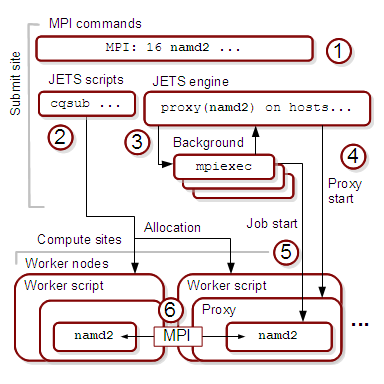 MPI commands
MPI: 16 namd2 ...
1
Submit site
JETS scripts
JETS engine
cqsub ...
proxy(namd2) on hosts...
2
3
Background
4
mpiexec
Proxy
start
Allocation
Job start
Compute sites
5
Worker nodes
Worker script
Worker script
6
Proxy
namd2
MPI
namd2
...